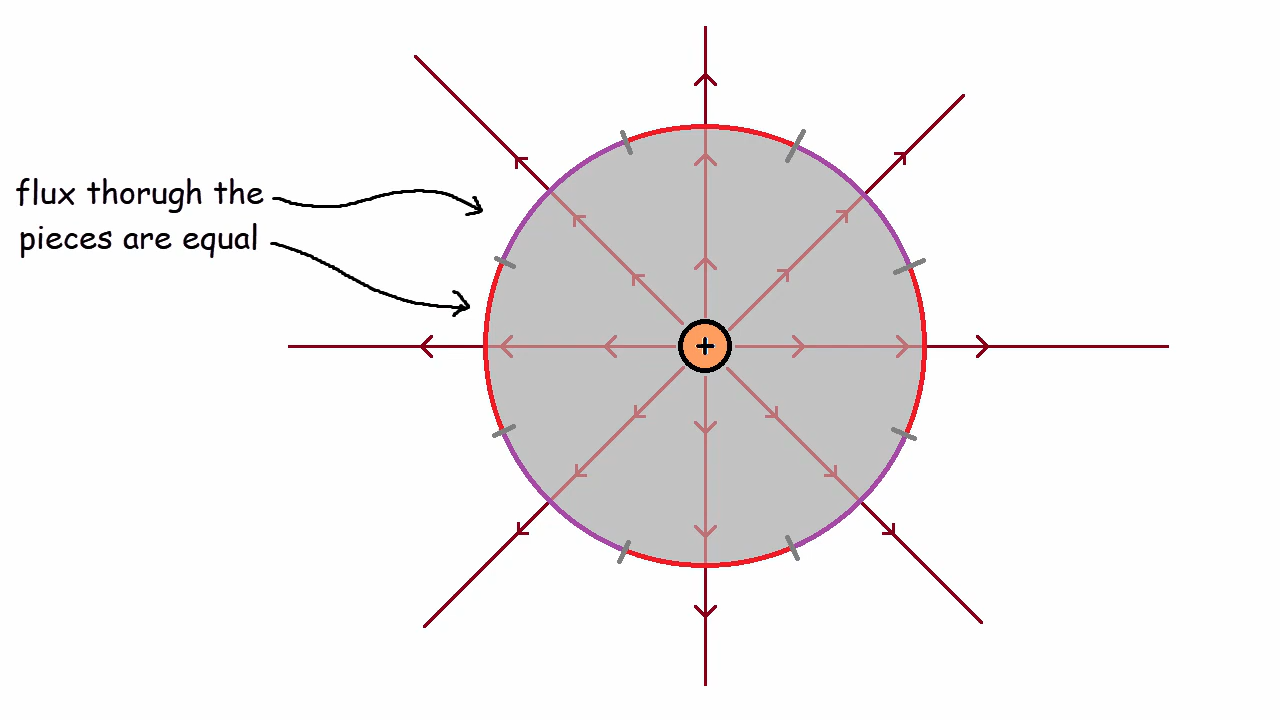 flux thorugh the
pieces are equal
+